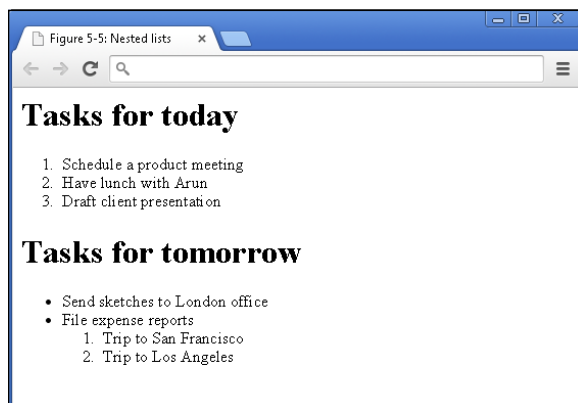 Figure 5-5: Nested lists
Tasks for today
1. Schedule a product meeting
2. Have lunch with Arun
3. Draft client presentation
Tasks for tomorrow
• Send sketches to London office
• File expense reports
1. Trip to San Francisco
2. Trip to Los Angeles